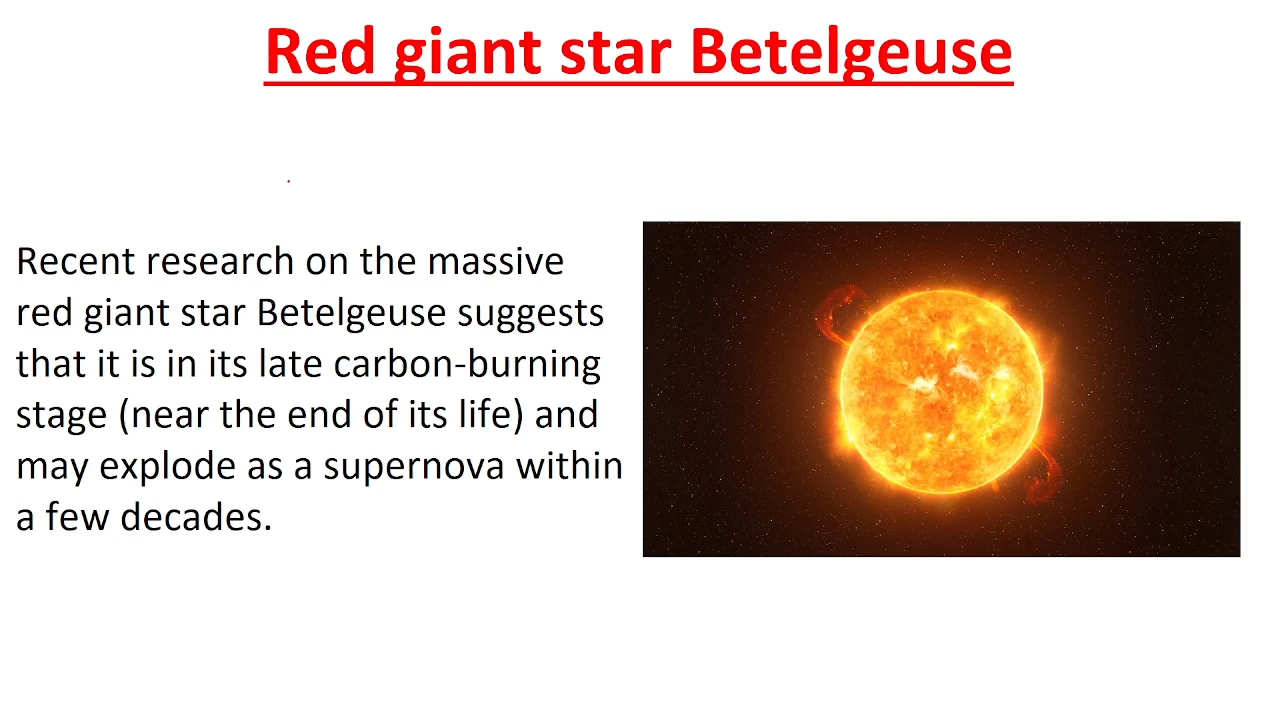 Red giant star Betelgeuse
Recent research on the massive
red giant star Betelgeuse suggests
that it is in its late carbon-burning
stage (near the end of its life) and
may explode as a supernova within
a few decades.